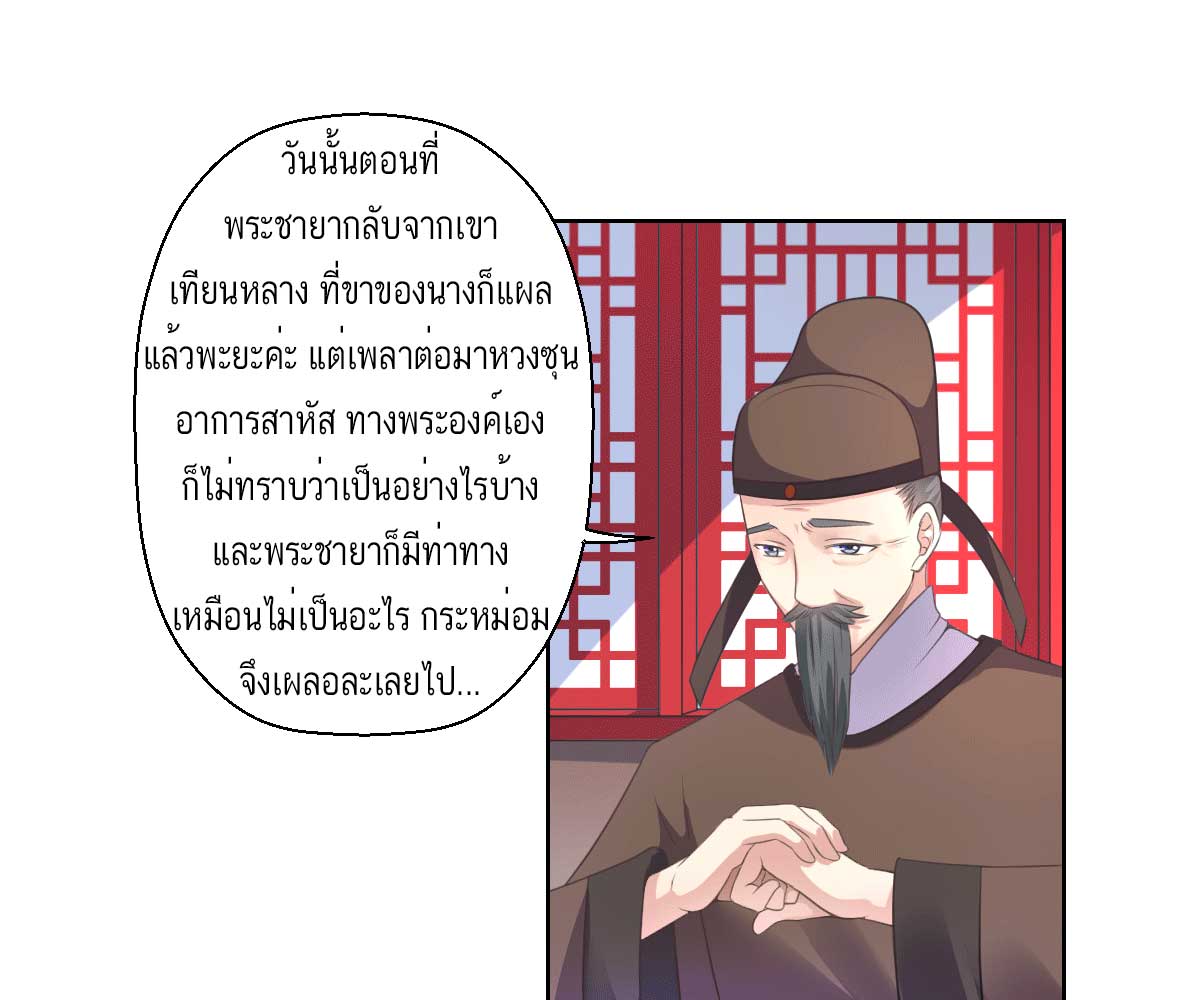 วันนั้นตอนที่
พระชายากลับจากเขา
เทียนหลาง ที่ขาของนางก็แผล
แล้วพะยะค่ะ แต่เพลาต่อมาหวงซุน
อาการสาหัส ทางพระองค์เอง
ก็ไม่ทราบว่าเป็นอย่างไรบ้าง
และพระชายาก็มีท่าทาง
เหมือนไม่เป็นอะไร กระหม่อม
จึงเผลอละเลยไป...